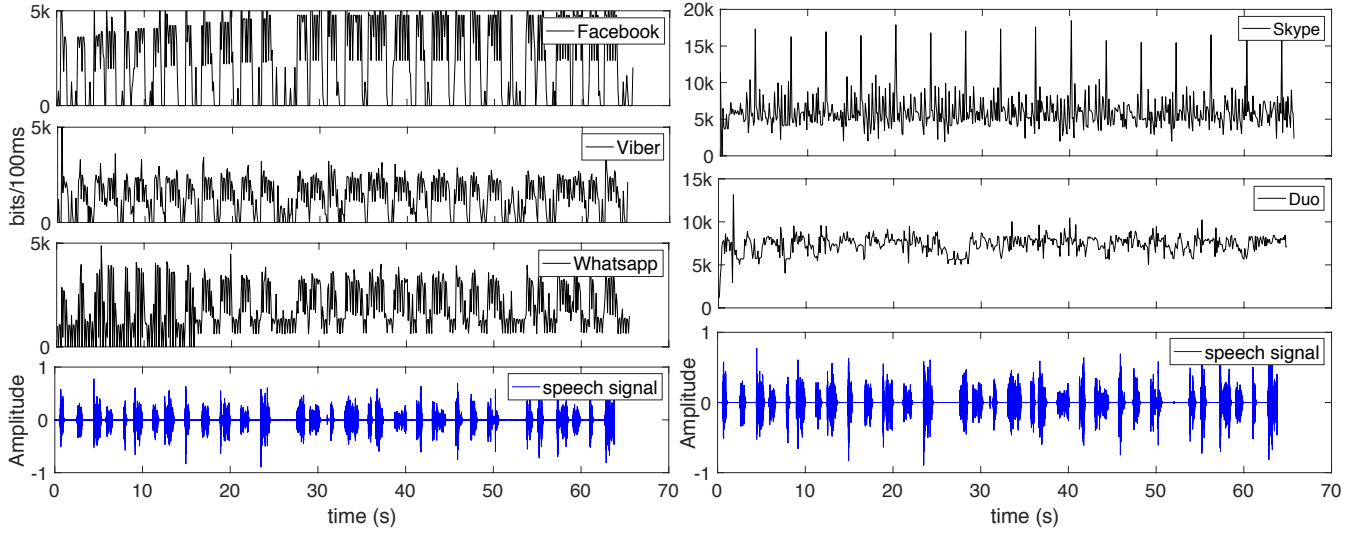 5k
0
Facebook
bits/100ms
5k
0
Viber
5k
0
Whatsapp
Amplitude
1
0
-1
speech signal
0 10 20 30 40 50 60 70
time (s)
20k
15k
10k
5k
0
Skype
15k
10k
5k
0
Duo
Amplitude
1
0
-1
speech signal
0 10 20 30 40 50 60 70
time (s)